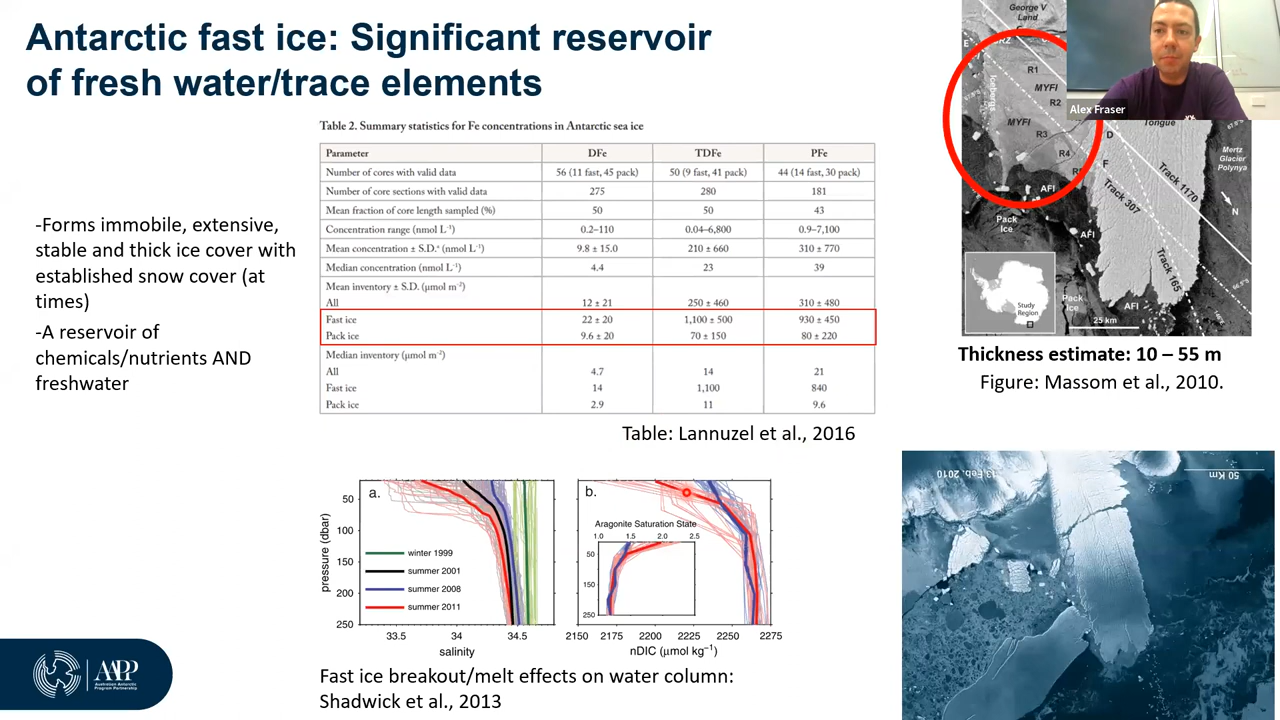 Antarctic fast ice: Significant reservoir
of fresh water/trace elements
-Forms immobile, extensive,
stable and thick ice cover with
established snow cover (at
times)
-A reservoir of
chemicals/nutrients AND
freshwater
Table 2. Summary statistics for Fe concentrations in Antarctic sea ice
Parameter DFe TDFe PFe
Number of cores with valid data 56 (11 fast, 45 pack) 50 (9 fast, 41 pack) 44 (14 fast, 30 pack)
Number of core sections with valid data 275 280 181
Mean fraction of core length sampled (%) 50 50 43
Concentration range (nmol L⁻¹) 0.2–110 0.04–6,800 0.9–7,100
Mean concentration ± S.D.ᵃ (nmol L⁻¹) 9.8 ± 15.0 210 ± 660 310 ± 770
Median concentration (nmol L⁻¹) 4.4 23 39
Mean inventory ± S.D. (μmol m⁻²)
All 12 ± 21 250 ± 460 310 ± 480
Fast ice 22 ± 20 1,100 ± 500 930 ± 450
Pack ice 9.6 ± 20 70 ± 150 80 ± 220
Median inventory (μmol m⁻²)
All 4.7 14 21
Fast ice 14 1,100 840
Pack ice 2.9 11 9.6
Table: Lannuzel et al., 2016
a.
pressure (dbar)
50
100
150
200
250
winter 1999
summer 2001
summer 2008
summer 2011
33.5 34 34.5
salinity
b.
Aragonite Saturation State
1.0 1.5 2.0 2.5
50
150
250
2150 2175 2200 2225 2250 2275
nDIC (μmol kg⁻¹)
Fast ice breakout/melt effects on water column:
Shadwick et al., 2013
George V
Land
Alex Fraser
E
Icebergs
R1
MYFI
R2
MYFI
R3
R4
D
F
Tongue
Mertz
Glacier
Polynya
Track 1170
Track 307
Track 165
N
AFI
Pack
Ice
AFI
Pack
Ice
AFI
Study
Region
25 km
Thickness estimate: 10 – 55 m
Figure: Massom et al., 2010.
13 Feb. 2010
50 Km
AAPP
Australian Antarctic
Program Partnership